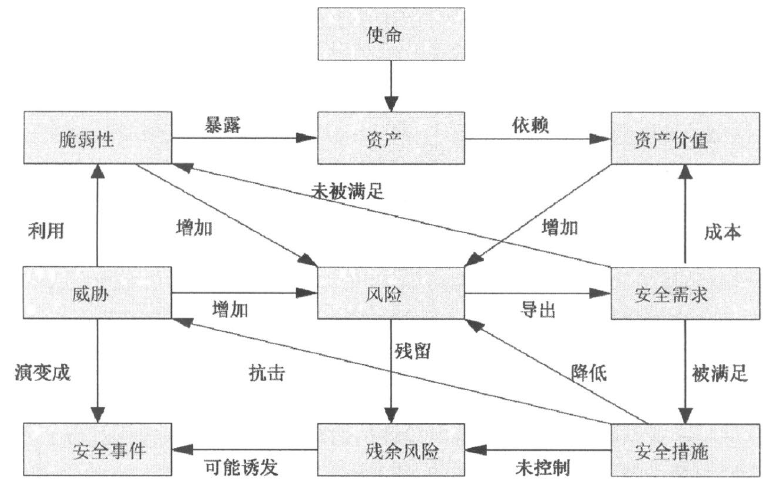 使命
脆弱性
暴露
资产
依赖
资产价值
未被满足
利用
增加
增加
成本
威胁
增加
风险
导出
安全需求
残留
演变成
抗击
降低
被满足
安全事件
可能诱发
残余风险
未控制
安全措施